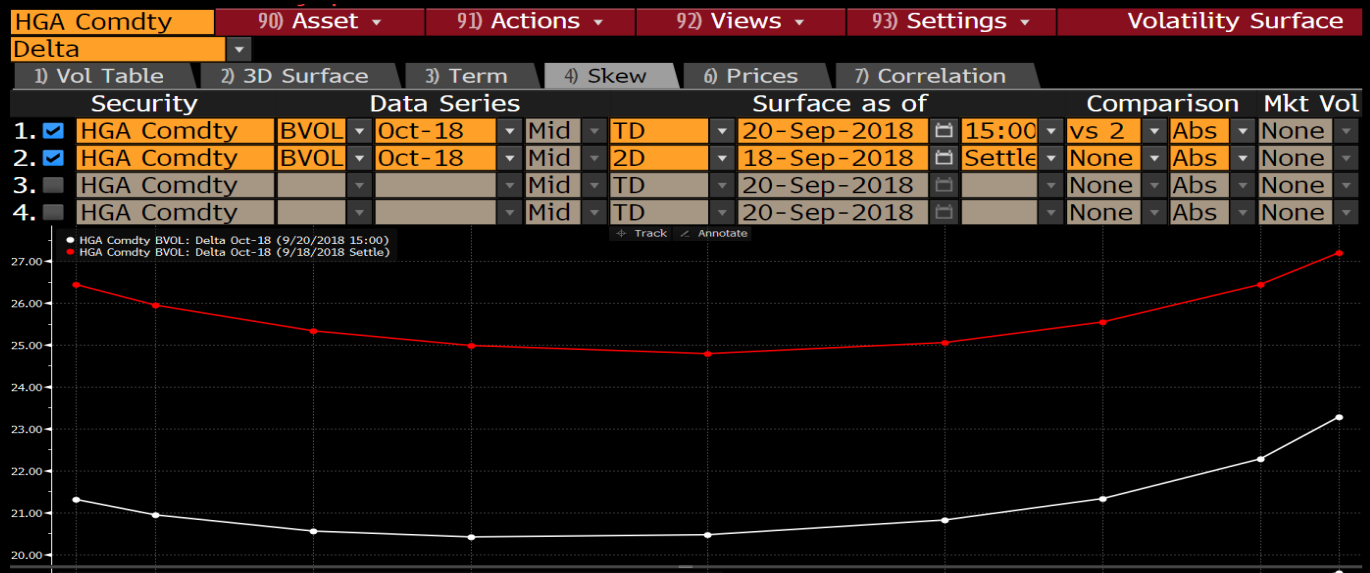 HGA Comdty 90) Asset 91) Actions 92) Views 93) Settings Volatility Surface
Delta
1) Vol Table 2) 3D Surface 3) Term 4) Skew 6) Prices 7) Correlation
Security Data Series Surface as of Comparison Mkt Vol
1. HGA Comdty BVOL Oct-18 Mid TD 20-Sep-2018 15:00 vs 2 Abs None
2. HGA Comdty BVOL Oct-18 Mid 2D 18-Sep-2018 Settle None Abs None
3. HGA Comdty Mid TD 20-Sep-2018 None Abs None
4. HGA Comdty Mid TD 20-Sep-2018 None Abs None
Track Annotate
HGA Comdty BVOL: Delta Oct-18 (9/20/2018 15:00)
HGA Comdty BVOL: Delta Oct-18 (9/18/2018 Settle)
27.00
26.00
25.00
24.00
23.00
22.00
21.00
20.00